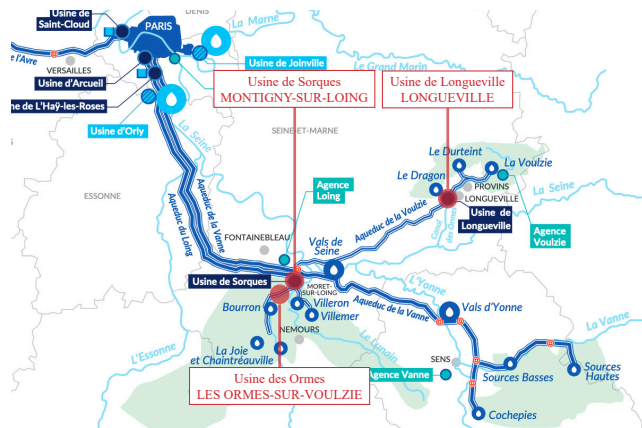 DENIS
Usine de
Saint-Cloud
PARIS
La Marne
Le Grand Morin
VERSAILLES
Usine de Joinville
Usine d'Arcueil
ne de L'Haÿ-les-Roses
Usine d'Orly
La Seine
Usine de Sorques
MONTIGNY-SUR-LOING
Usine de Longueville
LONGUEVILLE
SEINE-ET-MARNE
ESSONNE
Le Durteint
La Voulzie
Le Dragon
PROVINS
LONGUEVILLE
La Seine
Agence
Loing
Aqueduc de la Vanne
Aqueduc du Loing
Aqueduc de la Voulzie
Canal
des Ormes
Usine de
Longueville
Agence
Voulzie
FONTAINEBLEAU
Vals de
Seine
Usine de Sorques
MORET-
SUR-LOING
L'Yonne
Aqueduc de la Vanne
Vals d'Yonne
Bourron
Villeron
Villemer
NEMOURS
Le Lunain
La Vanne
L'Essonne
La Joie
et Chaintréauville
SENS
Agence Vanne
Sources Basses
Sources
Hautes
Usine des Ormes
LES ORMES-SUR-VOULZIE
Cochepies